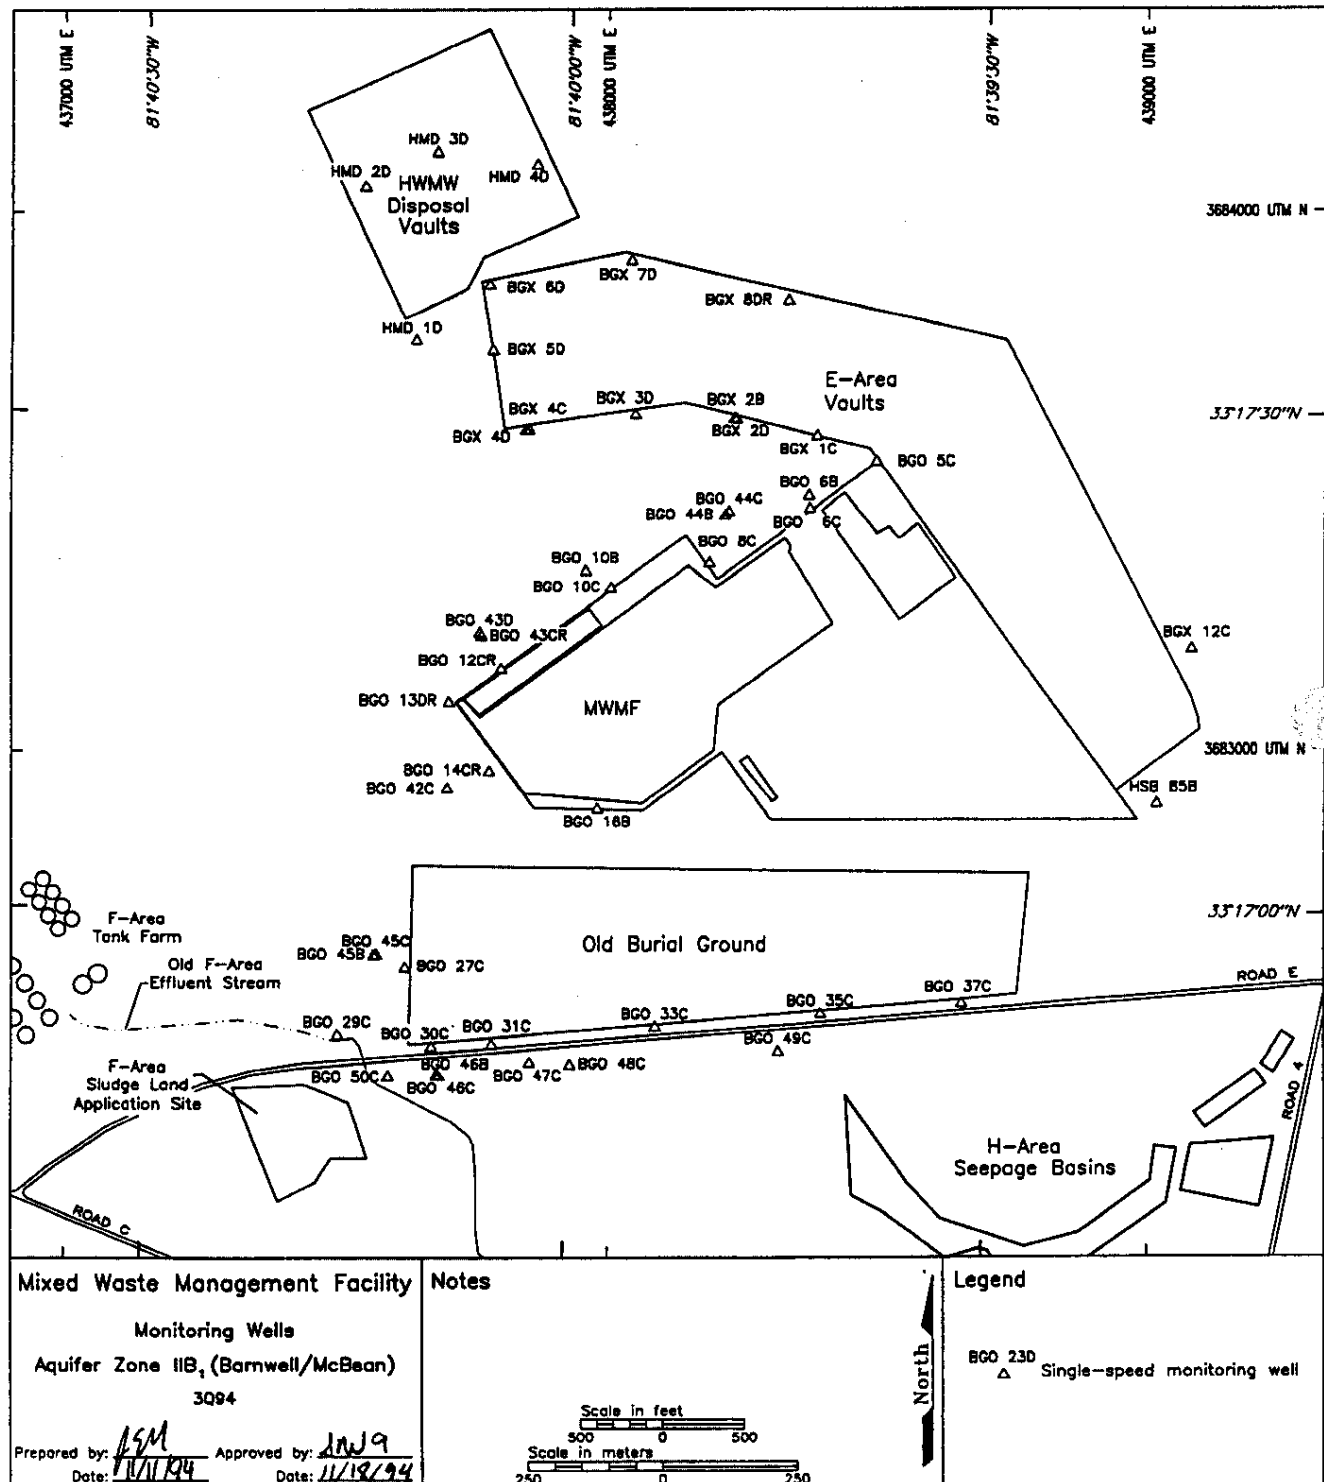 437000 UTM E
81°40'30"W
81°40'00"W
438000 UTM E
81°39'30"W
439000 UTM E
HMD 3D
HMD 2D
HMD 4D
HWMW
Disposal
Vaults
3684000 UTM N
BGX 7D
BGX 6D
BGX 8DR
HMD 1D
BGX 5D
E-Area
Vaults
BGX 4C
BGX 3D
BGX 2B
33°17'30"N
BGX 4D
BGX 2D
BGX 1C
BGO 5C
BGO 6B
BGO 44C
BGO 44B
BGO 6C
BGO 8C
BGO 10B
BGO 10C
BGO 43D
BGO 43CR
BGX 12C
BGO 12CR
BGO 13DR
MWMF
3683000 UTM N
BGO 14CR
BGO 42C
HSB 85B
BGO 16B
F-Area
Tank Farm
33°17'00"N
BGO 45C
BGO 45B
Old Burial Ground
BGO 27C
Old F-Area
Effluent Stream
ROAD E
BGO 37C
BGO 35C
BGO 33C
BGO 29C
BGO 31C
BGO 30C
BGO 49C
BGO 46B
BGO 47C
BGO 48C
BGO 50C
BGO 46C
F-Area
Sludge Land
Application Site
ROAD 4
H-Area
Seepage Basins
ROAD C
Mixed Waste Management Facility
Monitoring Wells
Aquifer Zone IIB₁ (Barnwell/McBean)
3Q94
Prepared by: Approved by:
Date: 11/11/94 Date: 11/18/94
Notes
Scale in feet
500 0 500
Scale in meters
250 0 250
North
Legend
BGO 23D
Single-speed monitoring well